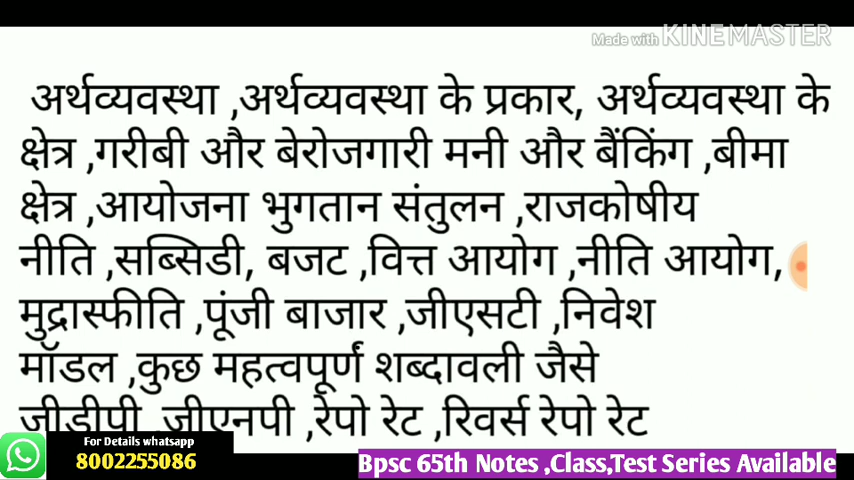 Made with KINEMASTER
अर्थव्यवस्था ,अर्थव्यवस्था के प्रकार, अर्थव्यवस्था के
क्षेत्र ,गरीबी और बेरोजगारी मनी और बैंकिंग ,बीमा
क्षेत्र ,आयोजना भुगतान संतुलन ,राजकोषीय
नीति ,सब्सिडी, बजट ,वित्त आयोग ,नीति आयोग,
मुद्रास्फीति ,पूंजी बाजार ,जीएसटी ,निवेश
मॉडल ,कुछ महत्वपूर्ण शब्दावली जैसे
जीडीपी ,जीएनपी ,रेपो रेट ,रिवर्स रेपो रेट
For Details whatsapp
8002255086
Bpsc 65th Notes ,Class,Test Series Available